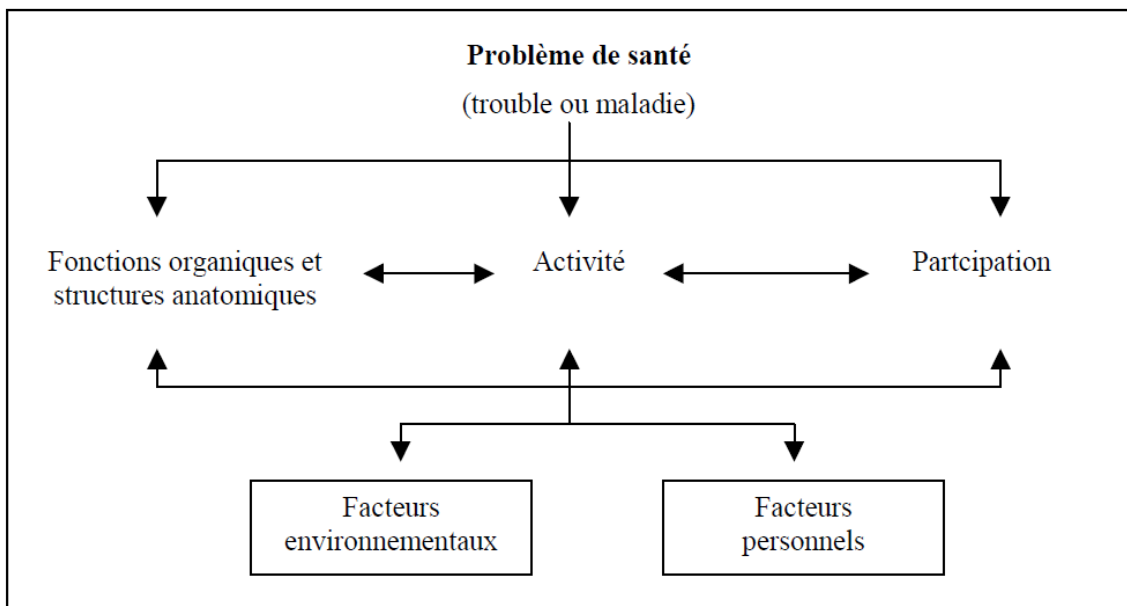 Problème de santé
(trouble ou maladie)
Fonctions organiques et
structures anatomiques
Activité
Partcipation
Facteurs
environnementaux
Facteurs
personnels